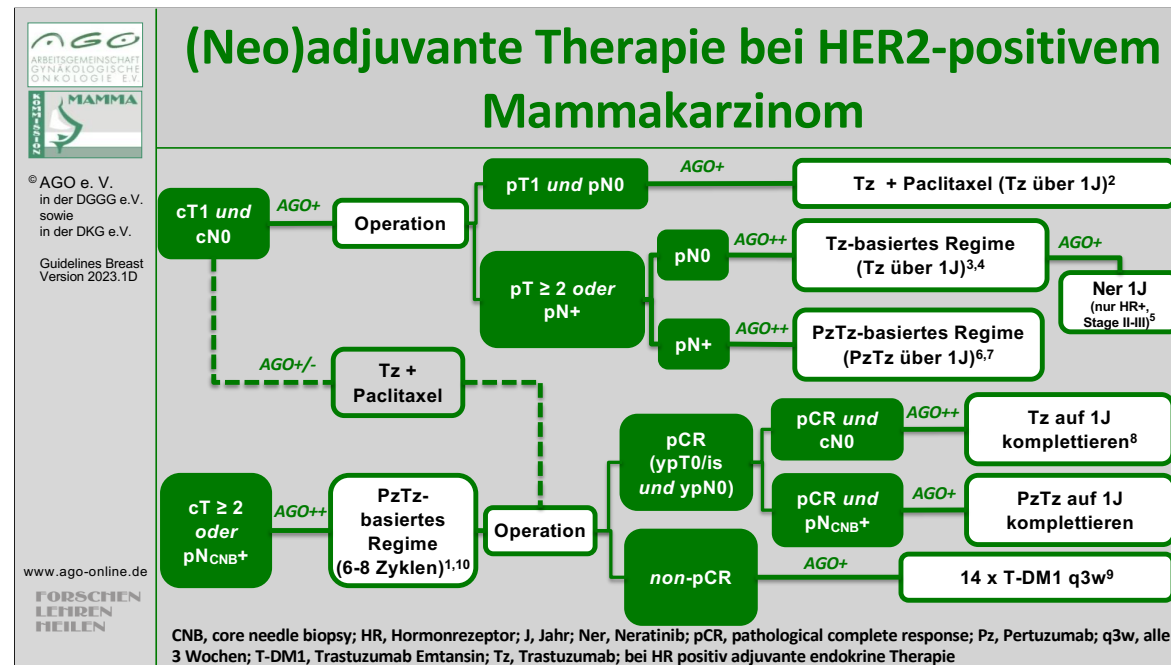 (Neo)adjuvante Therapie bei HER2-positivem
Mammakarzinom
AGO
ARBEITSGEMEINSCHAFT
GYNÄKOLOGISCHE
ONKOLOGIE E.V.
KOMMISSION
MAMMA
© AGO e. V.
in der DGGG e.V.
sowie
in der DKG e.V.
Guidelines Breast
Version 2023.1D
www.ago-online.de
FORSCHEN
LEHREN
HEILEN
cT1 und
cN0
AGO+
Operation
pT1 und pN0
AGO+
Tz + Paclitaxel (Tz über 1J)2
pT ≥ 2 oder
pN+
pN0
AGO++
Tz-basiertes Regime
(Tz über 1J)3,4
AGO+
Ner 1J
(nur HR+,
Stage II-III)5
pN+
AGO++
PzTz-basiertes Regime
(PzTz über 1J)6,7
AGO+/-
Tz +
Paclitaxel
cT ≥ 2
oder
pNCNB+
AGO++
PzTz-
basiertes
Regime
(6-8 Zyklen)1,10
Operation
pCR
(ypT0/is
und ypN0)
pCR und
cN0
AGO++
Tz auf 1J
komplettieren8
pCR und
pNCNB+
AGO+
PzTz auf 1J
komplettieren
non-pCR
AGO+
14 x T-DM1 q3w9
CNB, core needle biopsy; HR, Hormonrezeptor; J, Jahr; Ner, Neratinib; pCR, pathological complete response; Pz, Pertuzumab; q3w, alle
3 Wochen; T-DM1, Trastuzumab Emtansin; Tz, Trastuzumab; bei HR positiv adjuvante endokrine Therapie